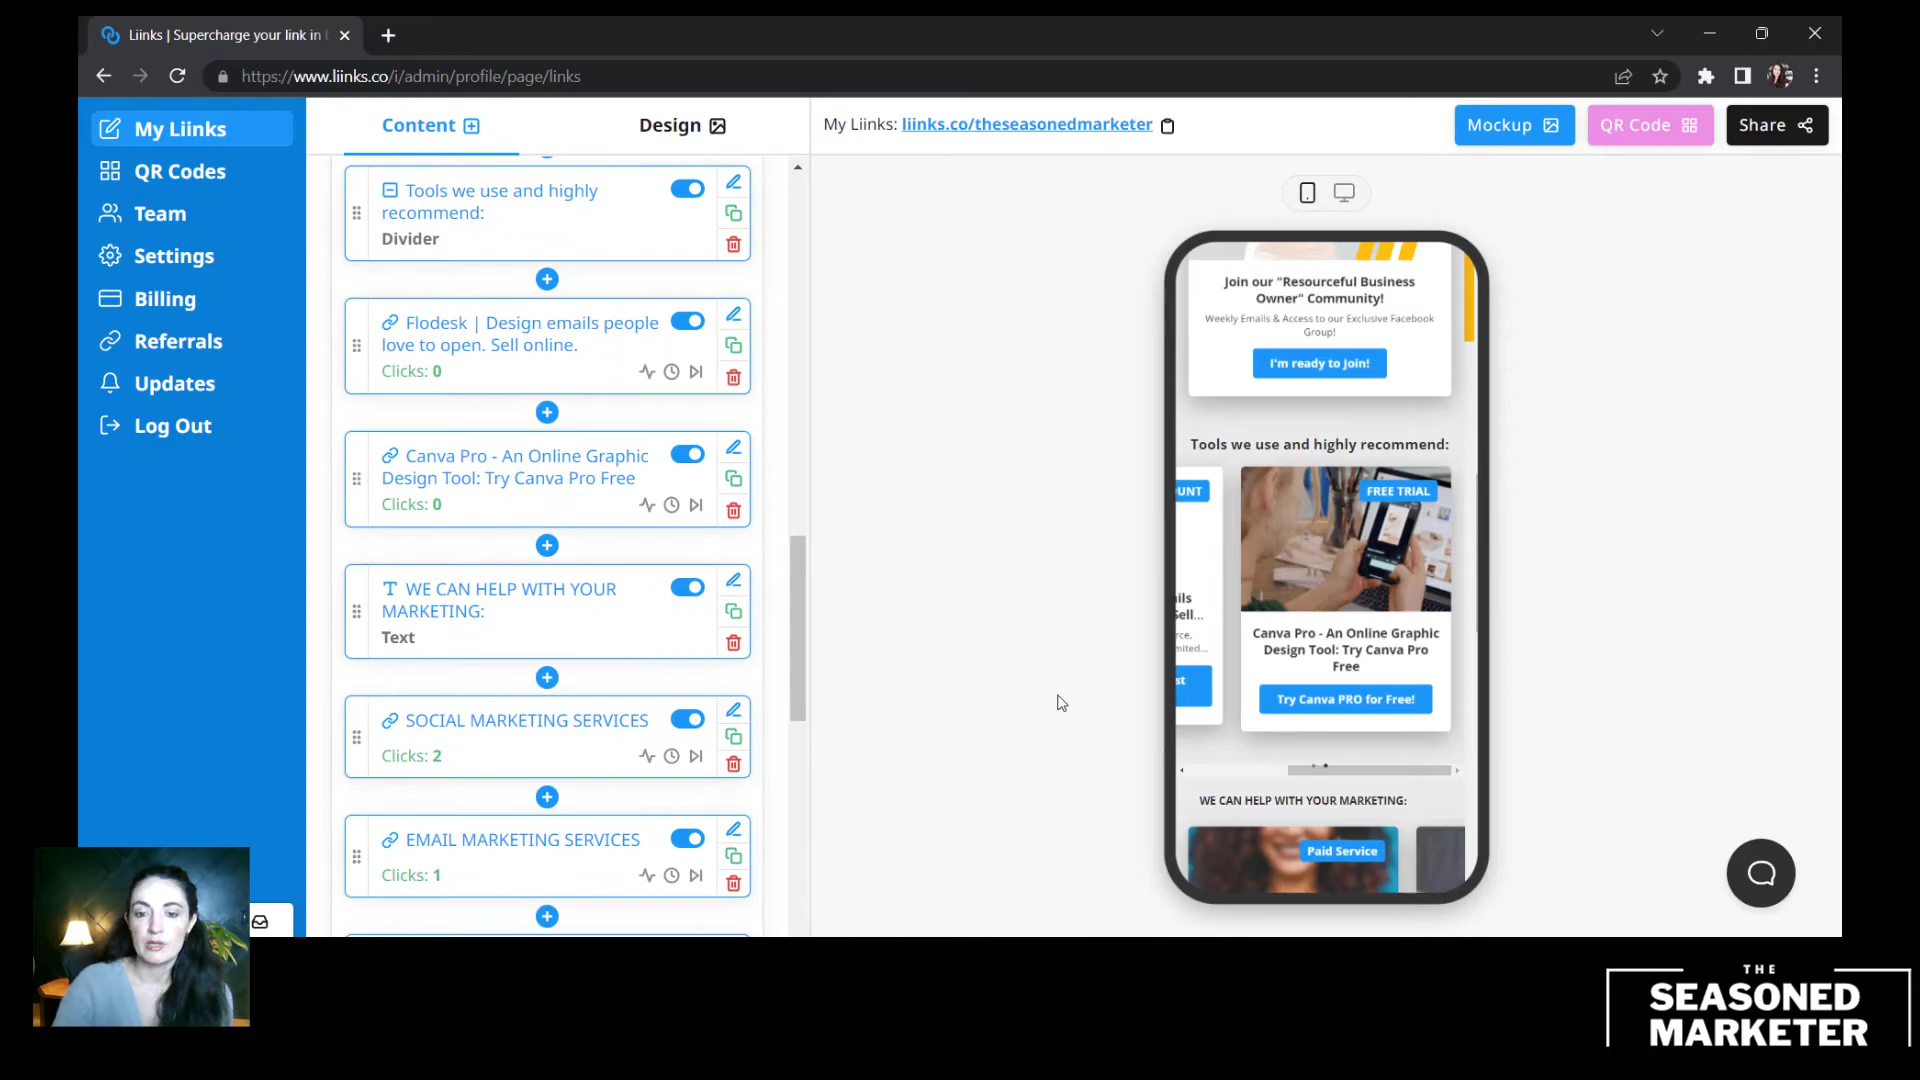 Liinks | Supercharge your link in
https://www.liinks.co/i/admin/profile/page/links
My Liinks
QR Codes
Team
Settings
Billing
Referrals
Updates
Log Out
Content
Design
My Liinks: liinks.co/theseasonedmarketer
Mockup
QR Code
Share
Tools we use and highly
recommend:
Divider
Flodesk | Design emails people
love to open. Sell online.
Clicks: 0
Canva Pro - An Online Graphic
Design Tool: Try Canva Pro Free
Clicks: 0
WE CAN HELP WITH YOUR
MARKETING:
Text
SOCIAL MARKETING SERVICES
Clicks: 2
EMAIL MARKETING SERVICES
Clicks: 1
Join our "Resourceful Business
Owner" Community!
Weekly Emails & Access to our Exclusive Facebook
Group!
I'm ready to Join!
Tools we use and highly recommend:
UNT
ils
Sell...
rce,
mited...
st
FREE TRIAL
Canva Pro - An Online Graphic
Design Tool: Try Canva Pro
Free
Try Canva PRO for Free!
WE CAN HELP WITH YOUR MARKETING:
Paid Service
THE
SEASONED
MARKETER